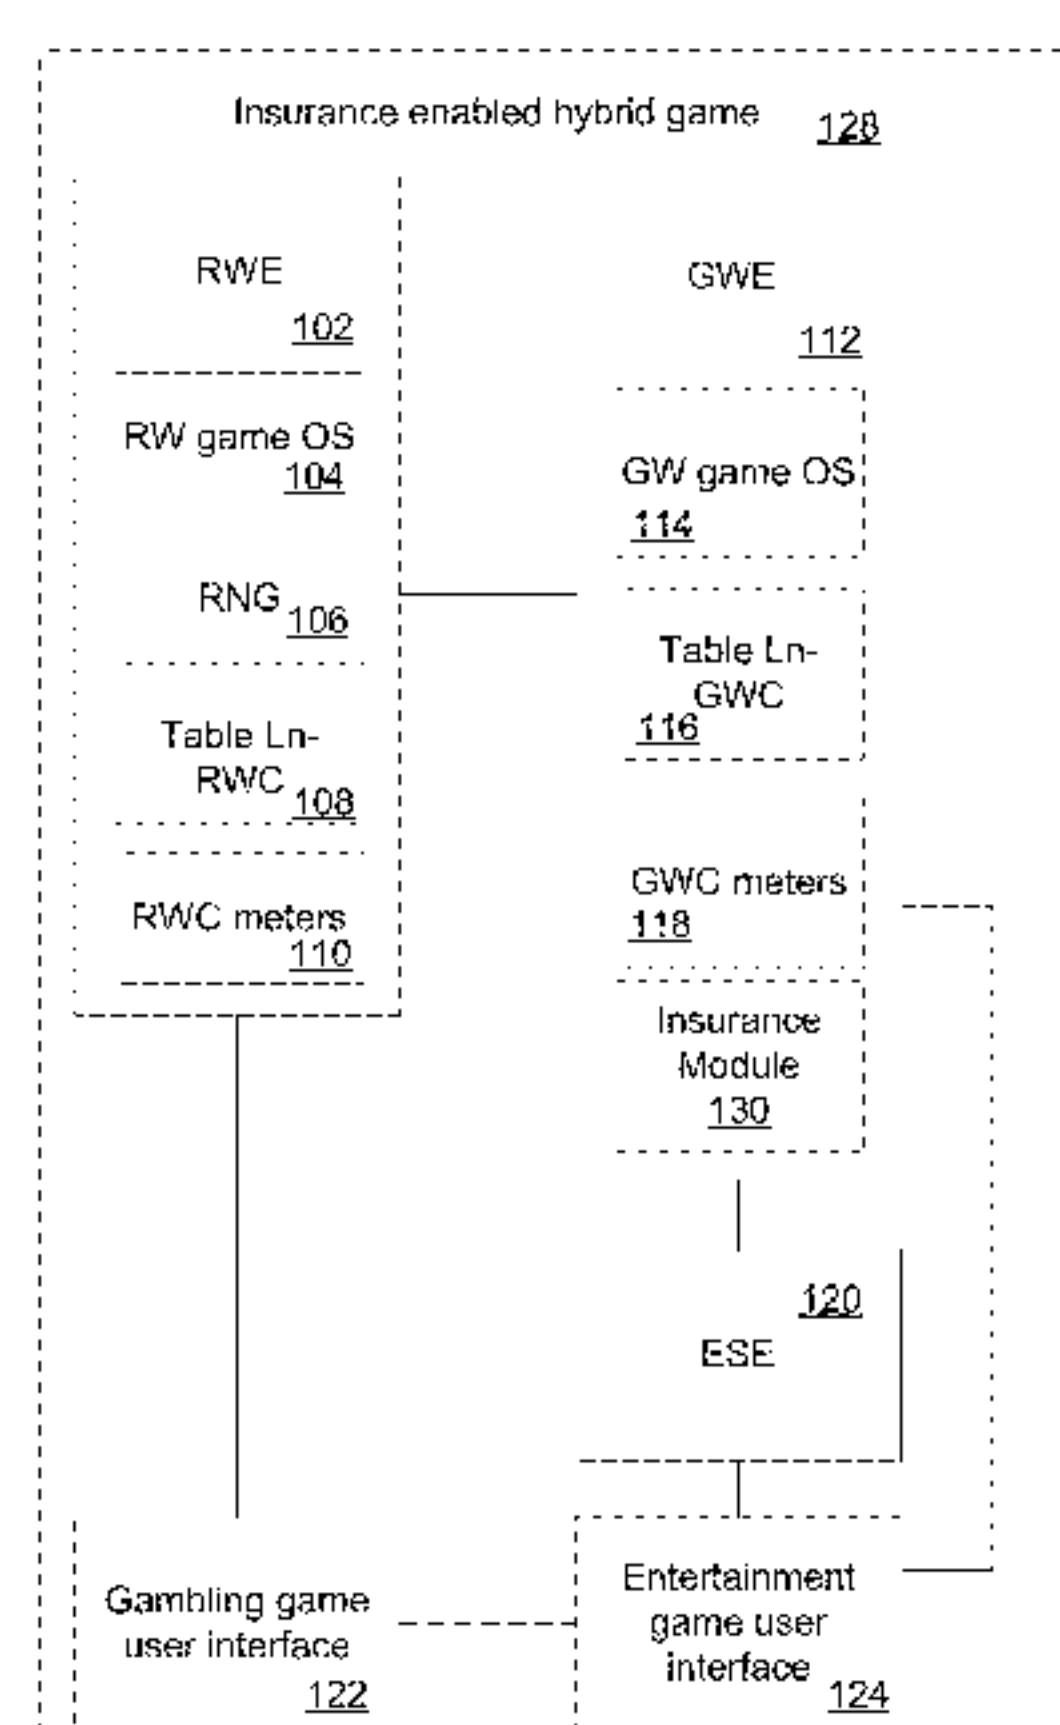 Insurance enabled hybrid game 128
RWE
102
RW game OS
104
RNG 106
Table Ln-
RWC 108
RWC meters
110
GWE
112
GW game OS
114
Table Ln-
GWC
116
GWC meters
118
Insurance
Module
130
120
ESE
Gambling game
user interface
122
Entertainment
game user
interface
124